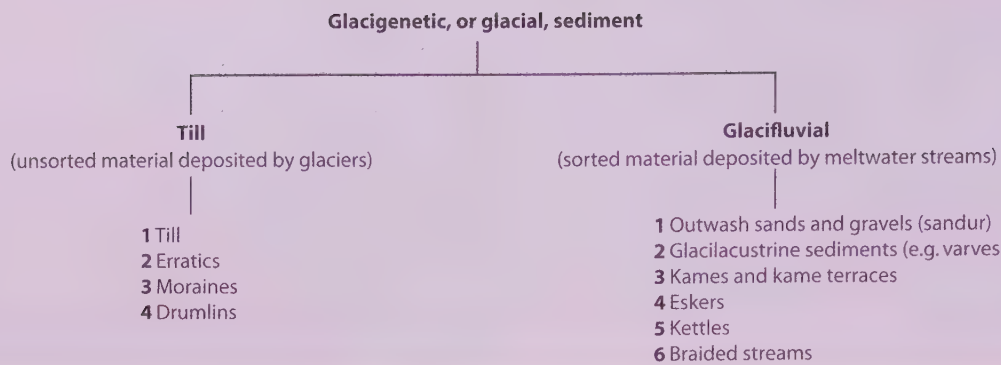 Glacigenetic, or glacial, sediment
Till
(unsorted material deposited by glaciers)
1 Till
2 Erratics
3 Moraines
4 Drumlins
Glacifluvial
(sorted material deposited by meltwater streams)
1 Outwash sands and gravels (sandur)
2 Glacilacustrine sediments (e.g. varves
3 Kames and kame terraces
4 Eskers
5 Kettles
6 Braided streams